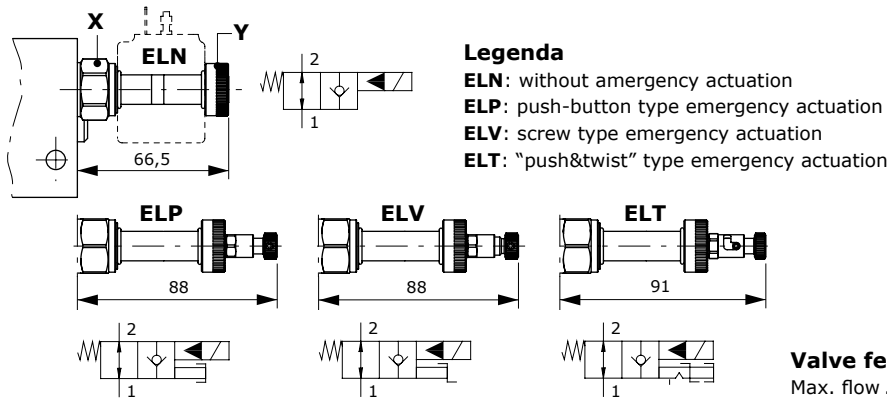 X
ELN
Y
2
1
66,5
Legenda
ELN: without amergency actuation
ELP: push-button type emergency actuation
ELV: screw type emergency actuation
ELT: “push&twist” type emergency actuation
ELP
ELV
ELT
88
88
91
2
1
2
1
2
1
Valve fe
Max. flow